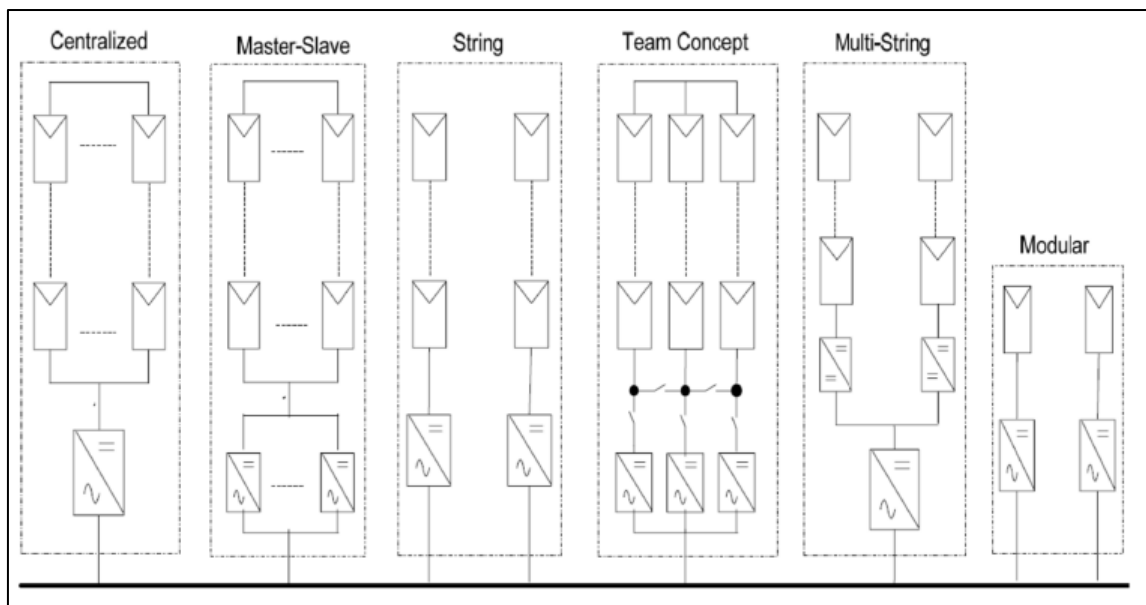 Centralized
Master-Slave
String
Team Concept
Multi-String
Modular